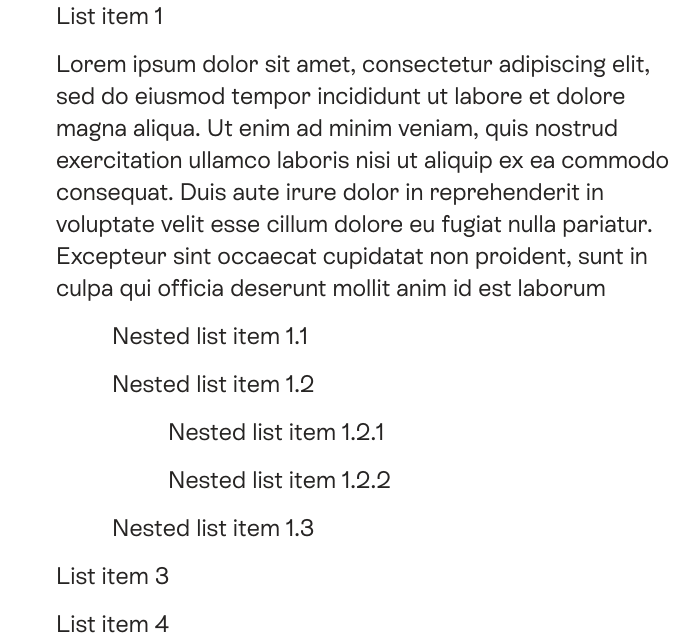 List item 1
Lorem ipsum dolor sit amet, consectetur adipiscing elit,
sed do eiusmod tempor incididunt ut labore et dolore
magna aliqua. Ut enim ad minim veniam, quis nostrud
exercitation ullamco laboris nisi ut aliquip ex ea commodo
consequat. Duis aute irure dolor in reprehenderit in
voluptate velit esse cillum dolore eu fugiat nulla pariatur.
Excepteur sint occaecat cupidatat non proident, sunt in
culpa qui officia deserunt mollit anim id est laborum
Nested list item 1.1
Nested list item 1.2
Nested list item 1.2.1
Nested list item 1.2.2
Nested list item 1.3
List item 3
List item 4